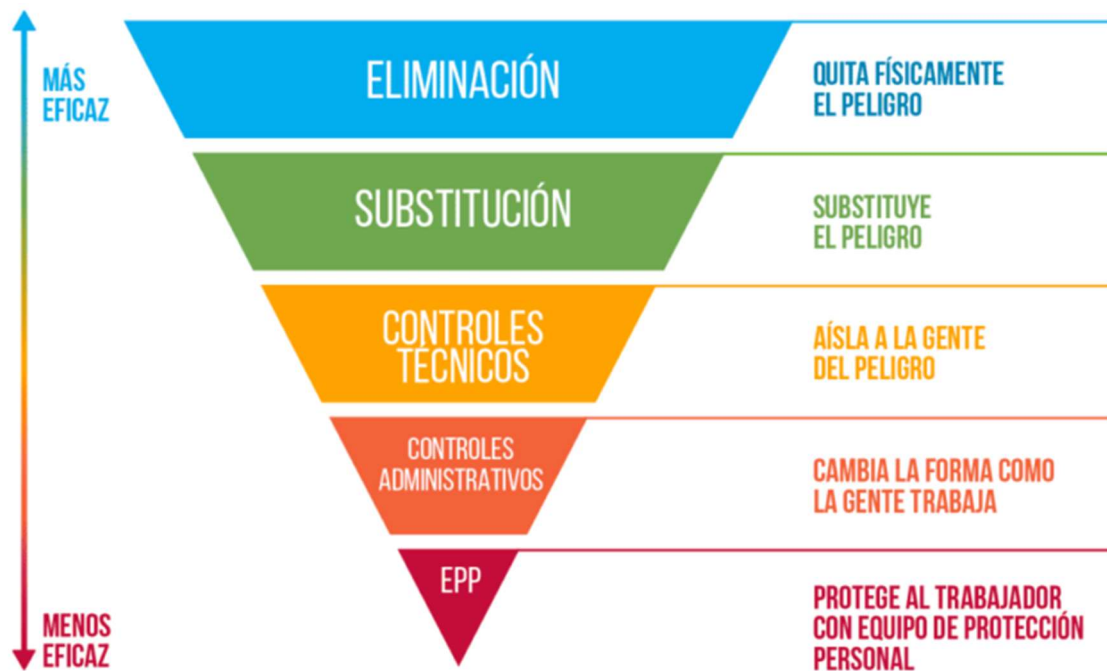 MÁS
EFICAZ
ELIMINACIÓN
QUITA FÍSICAMENTE
EL PELIGRO
SUBSTITUCIÓN
SUBSTITUYE
EL PELIGRO
CONTROLES
TÉCNICOS
AÍSLA A LA GENTE
DEL PELIGRO
CONTROLES
ADMINISTRATIVOS
CAMBIA LA FORMA COMO
LA GENTE TRABAJA
EPP
PROTEGE AL TRABAJADOR
CON EQUIPO DE PROTECCIÓN
PERSONAL
MENOS
EFICAZ